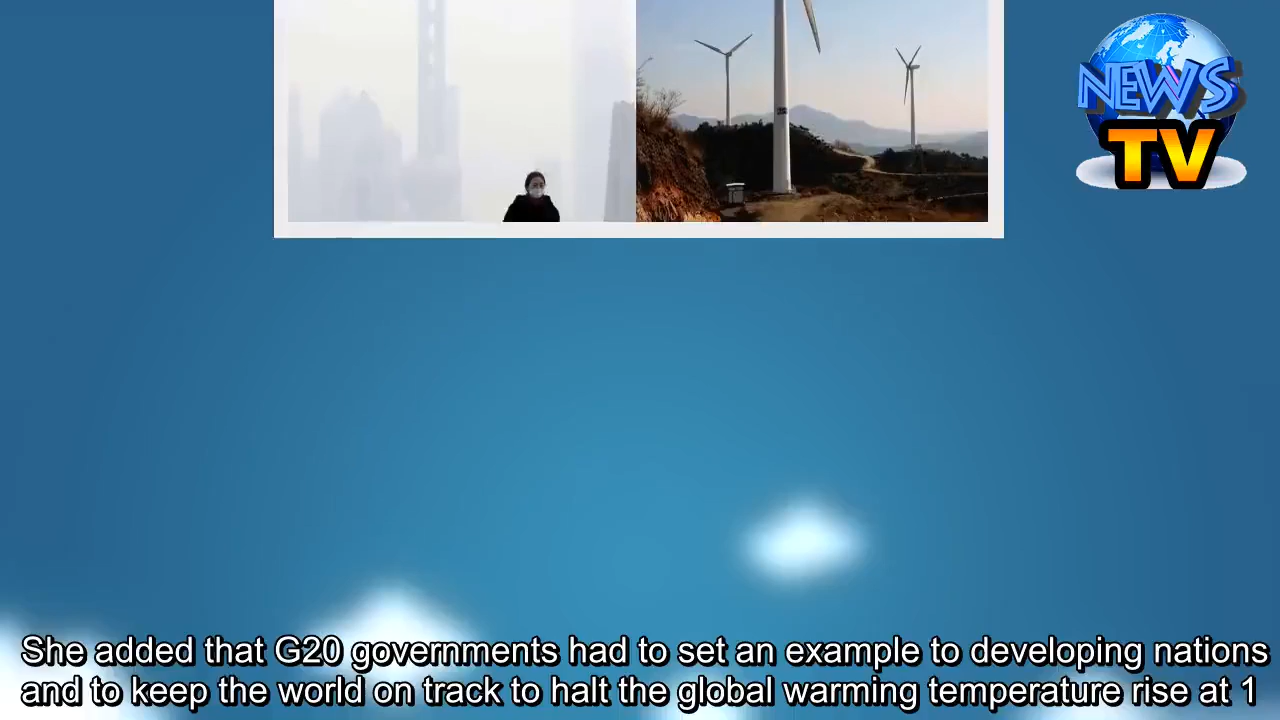 NEWS
TV
She added that G20 governments had to set an example to developing nations
and to keep the world on track to halt the global warming temperature rise at 1